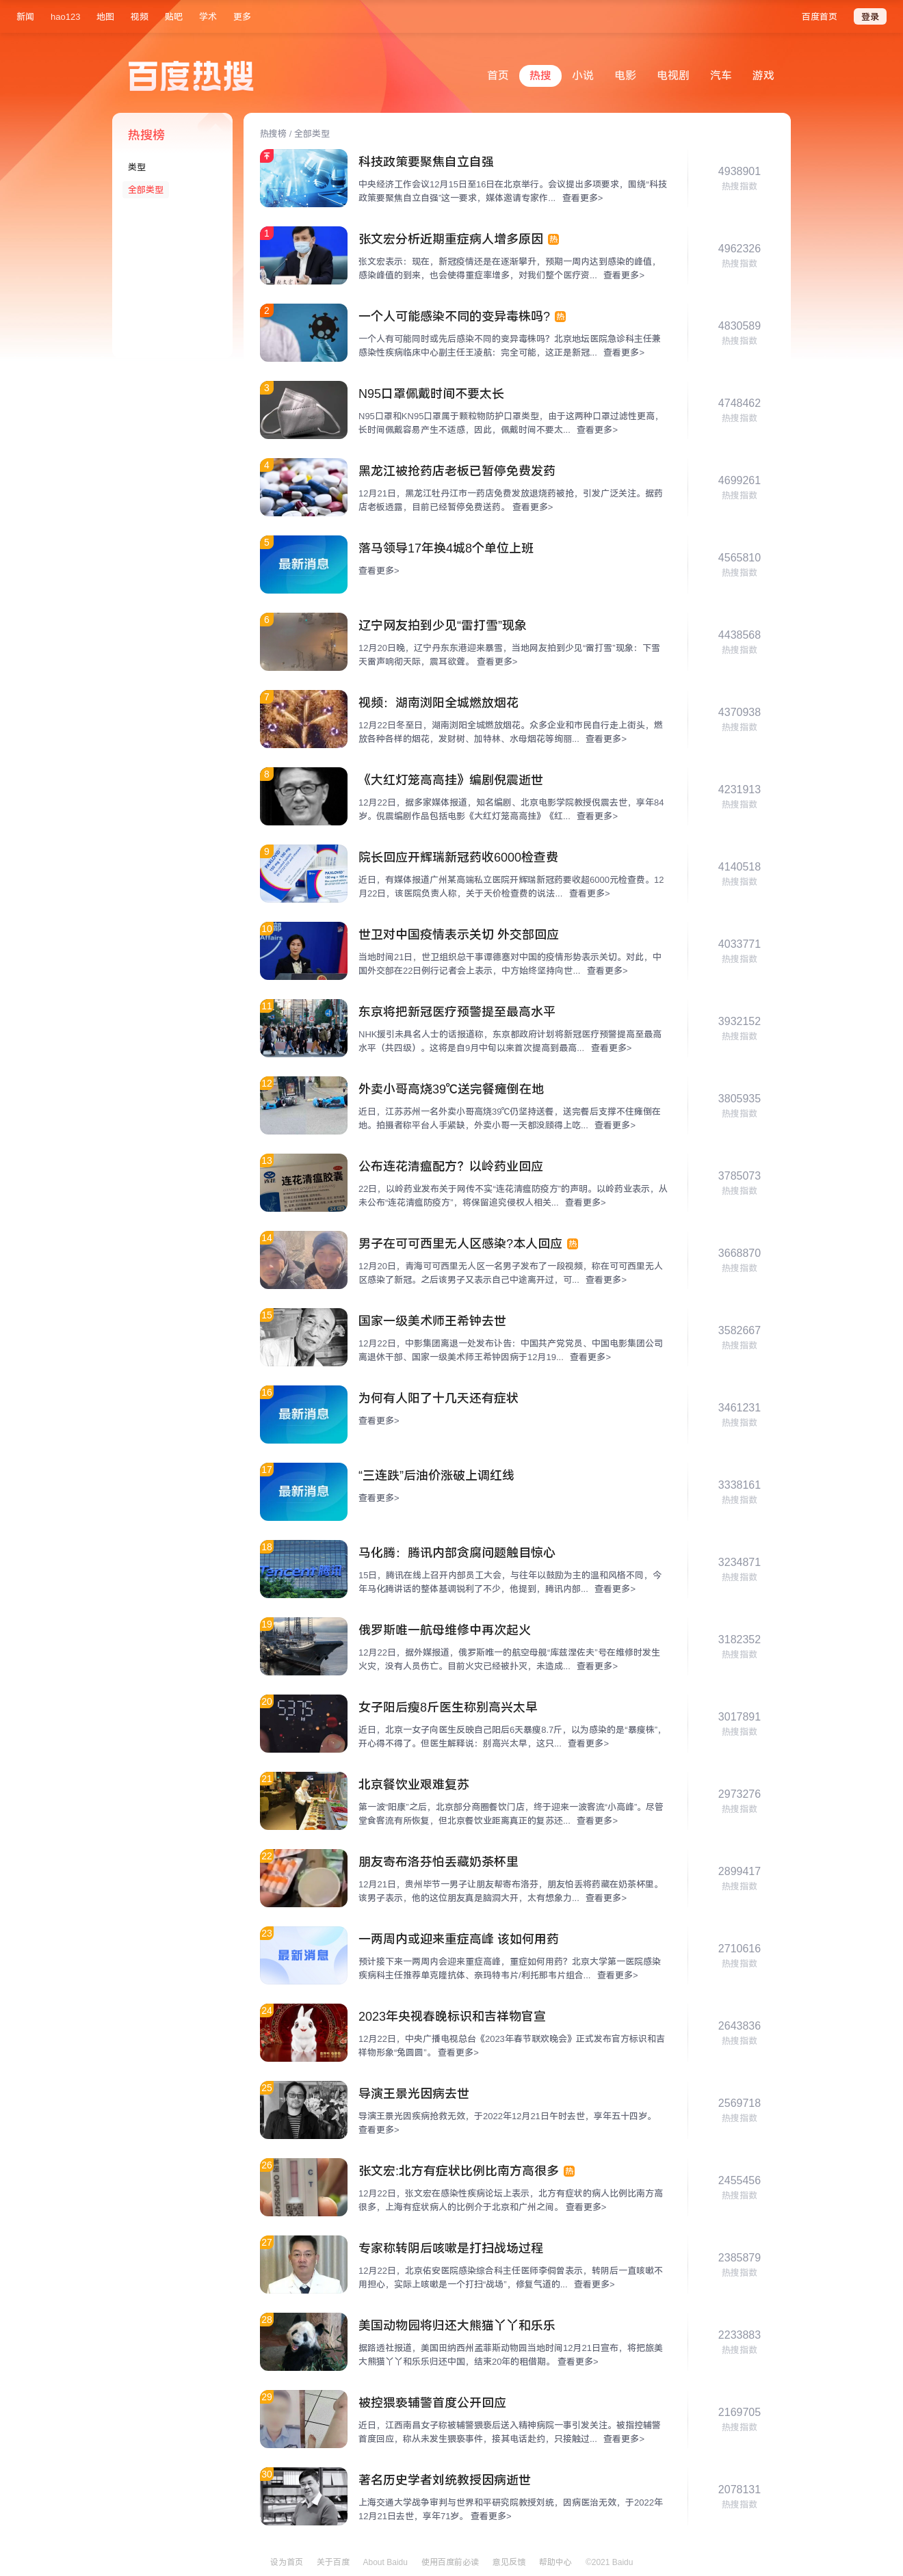 新闻 hao123 地图 视频 贴吧 学术 更多 百度首页 登录
百度热搜
首页 热搜 小说 电影 电视剧 汽车 游戏
热搜榜
类型
全部类型
热搜榜 / 全部类型
科技政策要聚焦自立自强
中央经济工作会议12月15日至16日在北京举行。会议提出多项要求，围绕“科技
政策要聚焦自立自强”这一要求，媒体邀请专家作... 查看更多>
4938901
热搜指数
1
张文宏分析近期重症病人增多原因 热
张文宏表示：现在，新冠疫情还是在逐渐攀升，预期一周内达到感染的峰值，
感染峰值的到来，也会使得重症率增多，对我们整个医疗资... 查看更多>
4962326
热搜指数
2
一个人可能感染不同的变异毒株吗? 热
一个人有可能同时或先后感染不同的变异毒株吗？北京地坛医院急诊科主任兼
感染性疾病临床中心副主任王凌航：完全可能，这正是新冠... 查看更多>
4830589
热搜指数
3
N95口罩佩戴时间不要太长
N95口罩和KN95口罩属于颗粒物防护口罩类型，由于这两种口罩过滤性更高，
长时间佩戴容易产生不适感，因此，佩戴时间不要太... 查看更多>
4748462
热搜指数
4
黑龙江被抢药店老板已暂停免费发药
12月21日，黑龙江牡丹江市一药店免费发放退烧药被抢，引发广泛关注。据药
店老板透露，目前已经暂停免费送药。 查看更多>
4699261
热搜指数
5
最新消息
落马领导17年换4城8个单位上班
查看更多>
4565810
热搜指数
6
辽宁网友拍到少见“雷打雪”现象
12月20日晚，辽宁丹东东港迎来暴雪，当地网友拍到少见“雷打雪”现象：下雪
天雷声响彻天际，震耳欲聋。 查看更多>
4438568
热搜指数
7
视频：湖南浏阳全城燃放烟花
12月22日冬至日，湖南浏阳全城燃放烟花。众多企业和市民自行走上街头，燃
放各种各样的烟花，发财树、加特林、水母烟花等绚丽... 查看更多>
4370938
热搜指数
8
《大红灯笼高高挂》编剧倪震逝世
12月22日，据多家媒体报道，知名编剧、北京电影学院教授倪震去世，享年84
岁。倪震编剧作品包括电影《大红灯笼高高挂》《红... 查看更多>
4231913
热搜指数
9
院长回应开辉瑞新冠药收6000检查费
近日，有媒体报道广州某高端私立医院开辉瑞新冠药要收超6000元检查费。12
月22日，该医院负责人称，关于天价检查费的说法... 查看更多>
4140518
热搜指数
10
世卫对中国疫情表示关切 外交部回应
当地时间21日，世卫组织总干事谭德塞对中国的疫情形势表示关切。对此，中
国外交部在22日例行记者会上表示，中方始终坚持向世... 查看更多>
4033771
热搜指数
11
东京将把新冠医疗预警提至最高水平
NHK援引未具名人士的话报道称，东京都政府计划将新冠医疗预警提高至最高
水平（共四级）。这将是自9月中旬以来首次提高到最高... 查看更多>
3932152
热搜指数
12
外卖小哥高烧39℃送完餐瘫倒在地
近日，江苏苏州一名外卖小哥高烧39℃仍坚持送餐，送完餐后支撑不住瘫倒在
地。拍摄者称平台人手紧缺，外卖小哥一天都没顾得上吃... 查看更多>
3805935
热搜指数
13
连花清瘟胶囊
公布连花清瘟配方？以岭药业回应
22日，以岭药业发布关于网传不实“连花清瘟防疫方”的声明。以岭药业表示，从
未公布“连花清瘟防疫方”，将保留追究侵权人相关... 查看更多>
3785073
热搜指数
14
男子在可可西里无人区感染?本人回应 热
12月20日，青海可可西里无人区一名男子发布了一段视频，称在可可西里无人
区感染了新冠。之后该男子又表示自己中途离开过，可... 查看更多>
3668870
热搜指数
15
国家一级美术师王希钟去世
12月22日，中影集团离退一处发布讣告：中国共产党党员、中国电影集团公司
离退休干部、国家一级美术师王希钟因病于12月19... 查看更多>
3582667
热搜指数
16
最新消息
为何有人阳了十几天还有症状
查看更多>
3461231
热搜指数
17
最新消息
“三连跌”后油价涨破上调红线
查看更多>
3338161
热搜指数
18
Tencent 腾讯
马化腾：腾讯内部贪腐问题触目惊心
15日，腾讯在线上召开内部员工大会，与往年以鼓励为主的温和风格不同，今
年马化腾讲话的整体基调锐利了不少，他提到，腾讯内部... 查看更多>
3234871
热搜指数
19
俄罗斯唯一航母维修中再次起火
12月22日，据外媒报道，俄罗斯唯一的航空母舰“库兹涅佐夫”号在维修时发生
火灾，没有人员伤亡。目前火灾已经被扑灭，未造成... 查看更多>
3182352
热搜指数
20
女子阳后瘦8斤医生称别高兴太早
近日，北京一女子向医生反映自己阳后6天暴瘦8.7斤，以为感染的是“暴瘦株”，
开心得不得了。但医生解释说：别高兴太早，这只... 查看更多>
3017891
热搜指数
21
北京餐饮业艰难复苏
第一波“阳康”之后，北京部分商圈餐饮门店，终于迎来一波客流“小高峰”。尽管
堂食客流有所恢复，但北京餐饮业距离真正的复苏还... 查看更多>
2973276
热搜指数
22
朋友寄布洛芬怕丢藏奶茶杯里
12月21日，贵州毕节一男子让朋友帮寄布洛芬，朋友怕丢将药藏在奶茶杯里。
该男子表示，他的这位朋友真是脑洞大开，太有想象力... 查看更多>
2899417
热搜指数
23
最新消息
一两周内或迎来重症高峰 该如何用药
预计接下来一两周内会迎来重症高峰，重症如何用药？北京大学第一医院感染
疾病科主任推荐单克隆抗体、奈玛特韦片/利托那韦片组合... 查看更多>
2710616
热搜指数
24
2023年央视春晚标识和吉祥物官宣
12月22日，中央广播电视总台《2023年春节联欢晚会》正式发布官方标识和吉
祥物形象“兔圆圆”。 查看更多>
2643836
热搜指数
25
导演王景光因病去世
导演王景光因疾病抢救无效，于2022年12月21日午时去世，享年五十四岁。
查看更多>
2569718
热搜指数
26
张文宏:北方有症状比例比南方高很多 热
12月22日，张文宏在感染性疾病论坛上表示，北方有症状的病人比例比南方高
很多，上海有症状病人的比例介于北京和广州之间。 查看更多>
2455456
热搜指数
27
专家称转阴后咳嗽是打扫战场过程
12月22日，北京佑安医院感染综合科主任医师李侗曾表示，转阴后一直咳嗽不
用担心，实际上咳嗽是一个打扫“战场”，修复气道的... 查看更多>
2385879
热搜指数
28
美国动物园将归还大熊猫丫丫和乐乐
据路透社报道，美国田纳西州孟菲斯动物园当地时间12月21日宣布，将把旅美
大熊猫丫丫和乐乐归还中国，结束20年的租借期。 查看更多>
2233883
热搜指数
29
被控猥亵辅警首度公开回应
近日，江西南昌女子称被辅警猥亵后送入精神病院一事引发关注。被指控辅警
首度回应，称从未发生猥亵事件，接其电话赴约，只接触过... 查看更多>
2169705
热搜指数
30
著名历史学者刘统教授因病逝世
上海交通大学战争审判与世界和平研究院教授刘统，因病医治无效，于2022年
12月21日去世，享年71岁。 查看更多>
2078131
热搜指数
设为首页 关于百度 About Baidu 使用百度前必读 意见反馈 帮助中心 ©2021 Baidu